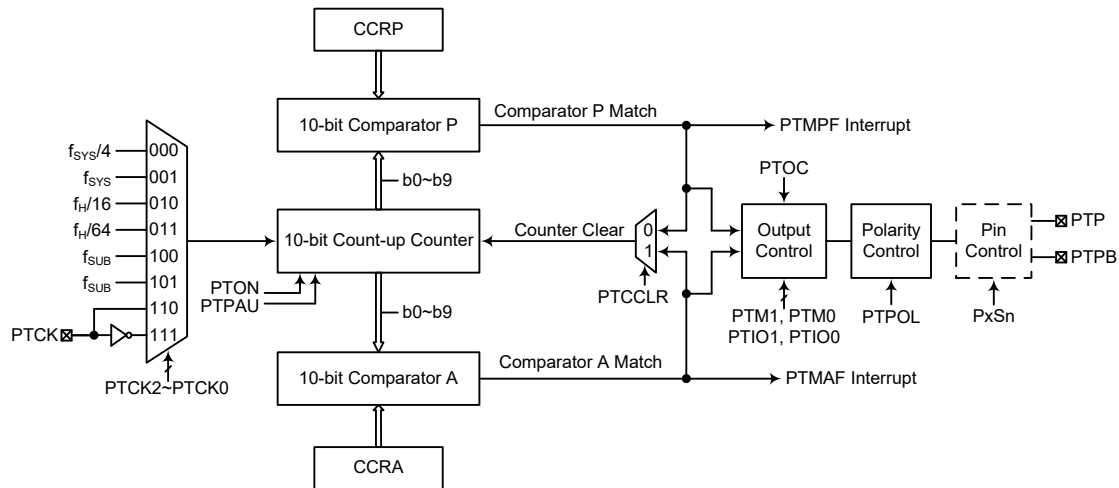 CCRP
10-bit Comparator P
Comparator P Match
PTMPF Interrupt
b0~b9
fSYS/4
000
fSYS
001
fH/16
010
fH/64
011
fSUB
100
fSUB
101
110
111
PTCK
PTCK2~PTCK0
10-bit Count-up Counter
PTON
PTPAU
Counter Clear
0
1
PTCCLR
PTOC
Output
Control
PTM1, PTM0
PTIO1, PTIO0
Polarity
Control
PTPOL
Pin
Control
PxSn
PTP
PTPB
b0~b9
10-bit Comparator A
Comparator A Match
PTMAF Interrupt
CCRA